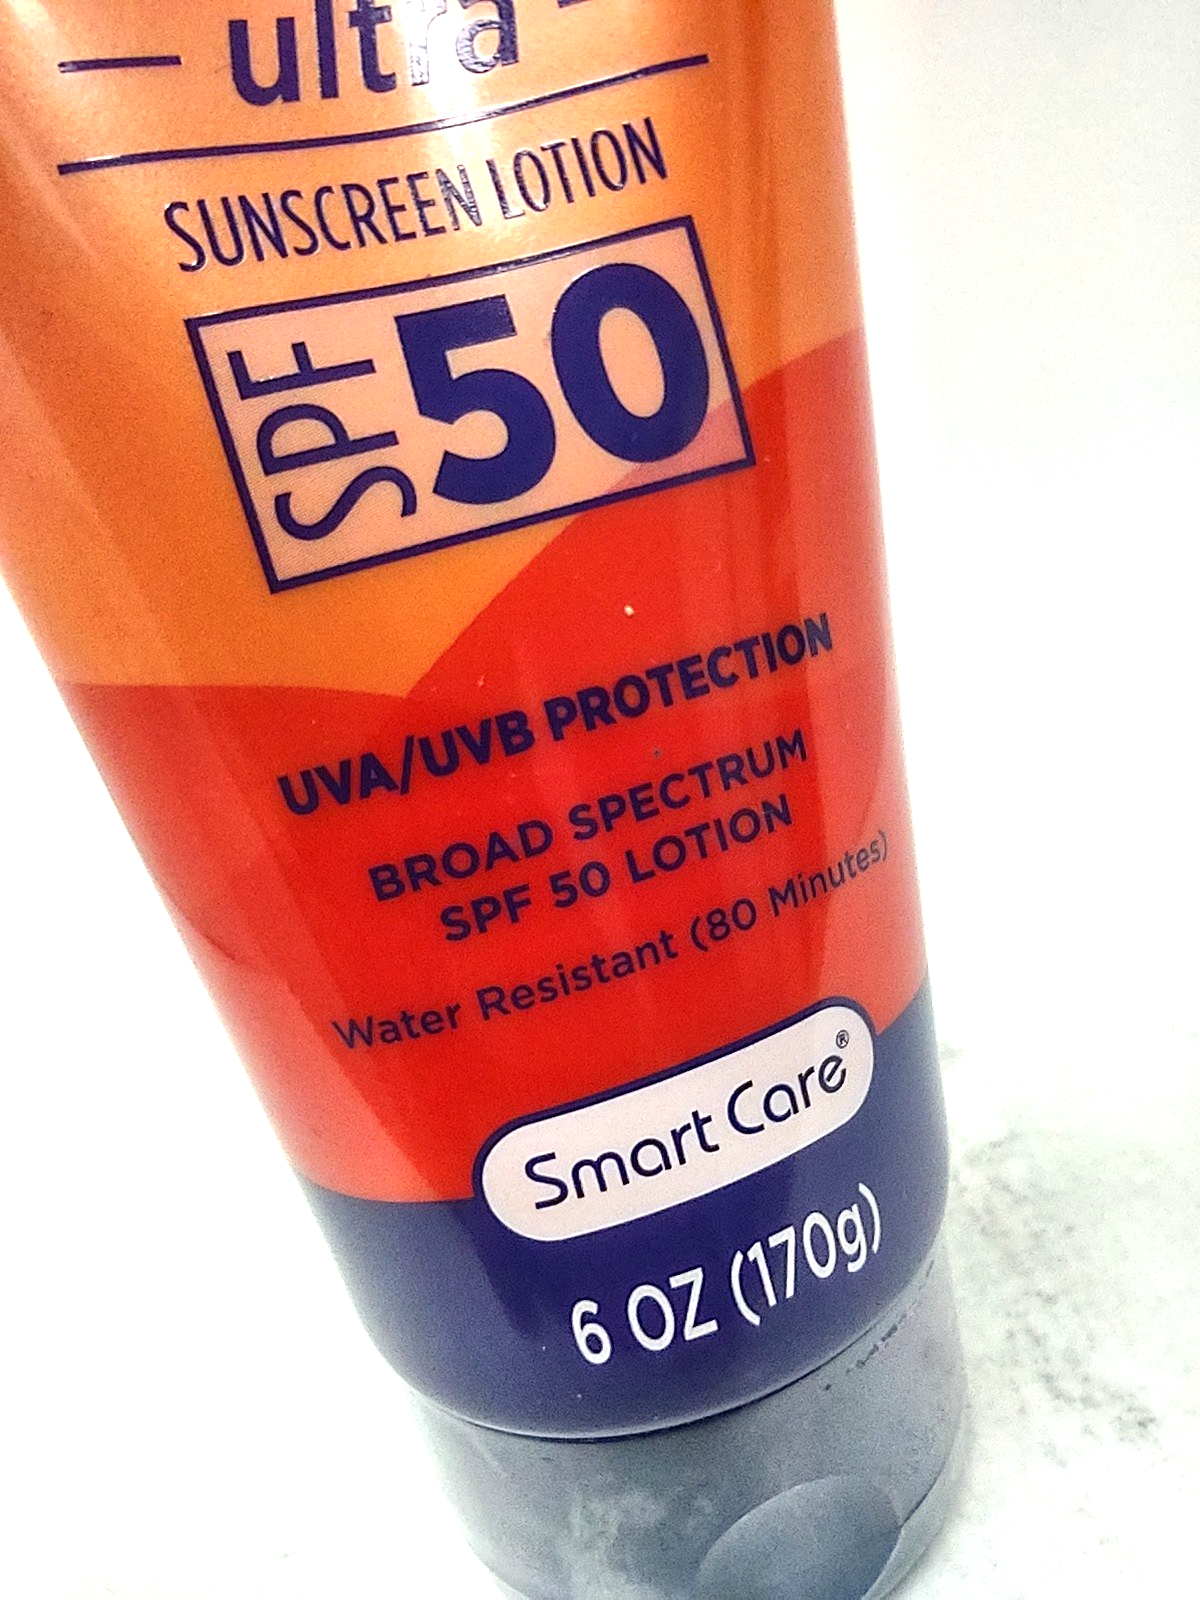 ultra
SUNSCREEN LOTION
SPF 50
UVA/UVB PROTECTION
BROAD SPECTRUM
SPF 50 LOTION
Water Resistant (80 Minutes)
Smart Care®
6 OZ (170g)